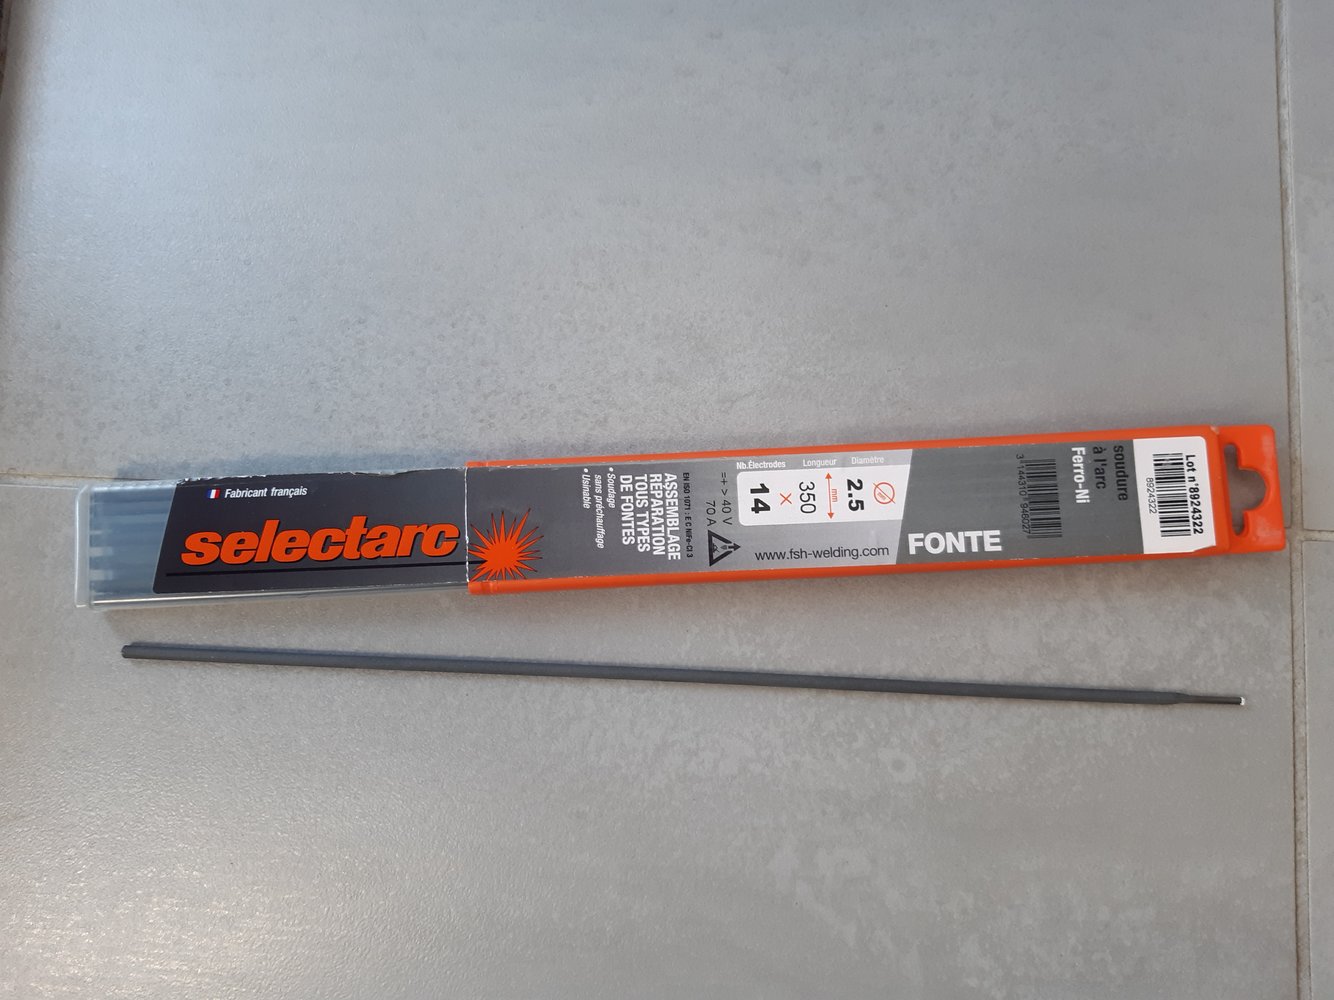 Fabricant français
selectarc
• Soudage
sans préchauffage
• Usinable
ASSEMBLAGE
RÉPARATION
TOUS TYPES
DE FONTES
EN ISO 1071 : E C NiFe-Cl 3
=+ > 40 V
70 A
Nb.Électrodes
Longueur
Diamètre
14
×
350
mm
2.5
www.fsh-welding.com
FONTE
soudure
à l'arc
Ferro-Ni
Lot n°8924322
8924322